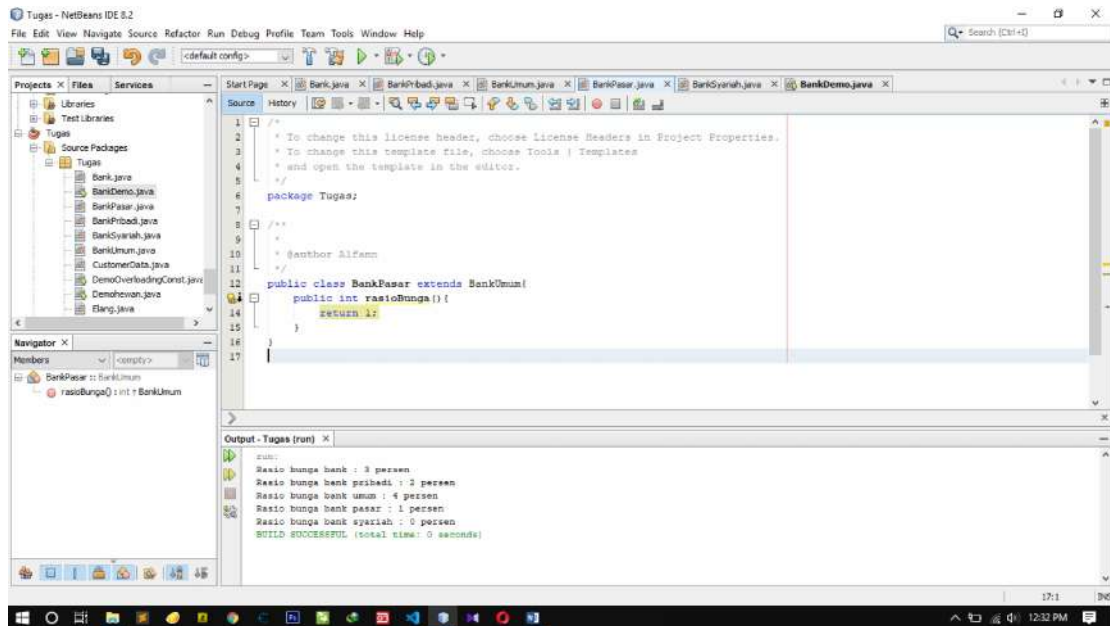 Tugas - NetBeans IDE 8.2
File Edit View Navigate Source Refactor Run Debug Profile Team Tools Window Help
Search (Ctrl+I)
<default config>
Projects Files Services
Start Page Bank.java BankPribadi.java BankUmum.java BankPasar.java BankSyariah.java BankDemo.java
Source History
Libraries
Test Libraries
Tugas
Source Packages
Tugas
Bank.java
BankDemo.java
BankPasar.java
BankPribadi.java
BankSyariah.java
BankUmum.java
CustomerData.java
DemoOverloadingConst.java
Demohewan.java
Elang.java
Navigator
Members <empty>
BankPasar :: BankUmum
rasioBunga() : int ↑ BankUmum
1 /*
2 * To change this license header, choose License Headers in Project Properties.
3 * To change this template file, choose Tools | Templates
4 * and open the template in the editor.
5 */
6 package Tugas;
7
8 /**
9 *
10 * @author Alfann
11 */
12 public class BankPasar extends BankUmum{
public int rasioBunga(){
14 return 1;
15 }
16 }
17
Output - Tugas (run)
run:
Rasio bunga bank : 3 persen
Rasio bunga bank pribadi : 2 persen
Rasio bunga bank umum : 4 persen
Rasio bunga bank pasar : 1 persen
Rasio bunga bank syariah : 0 persen
BUILD SUCCESSFUL (total time: 0 seconds)
17:1 INS
12:32 PM